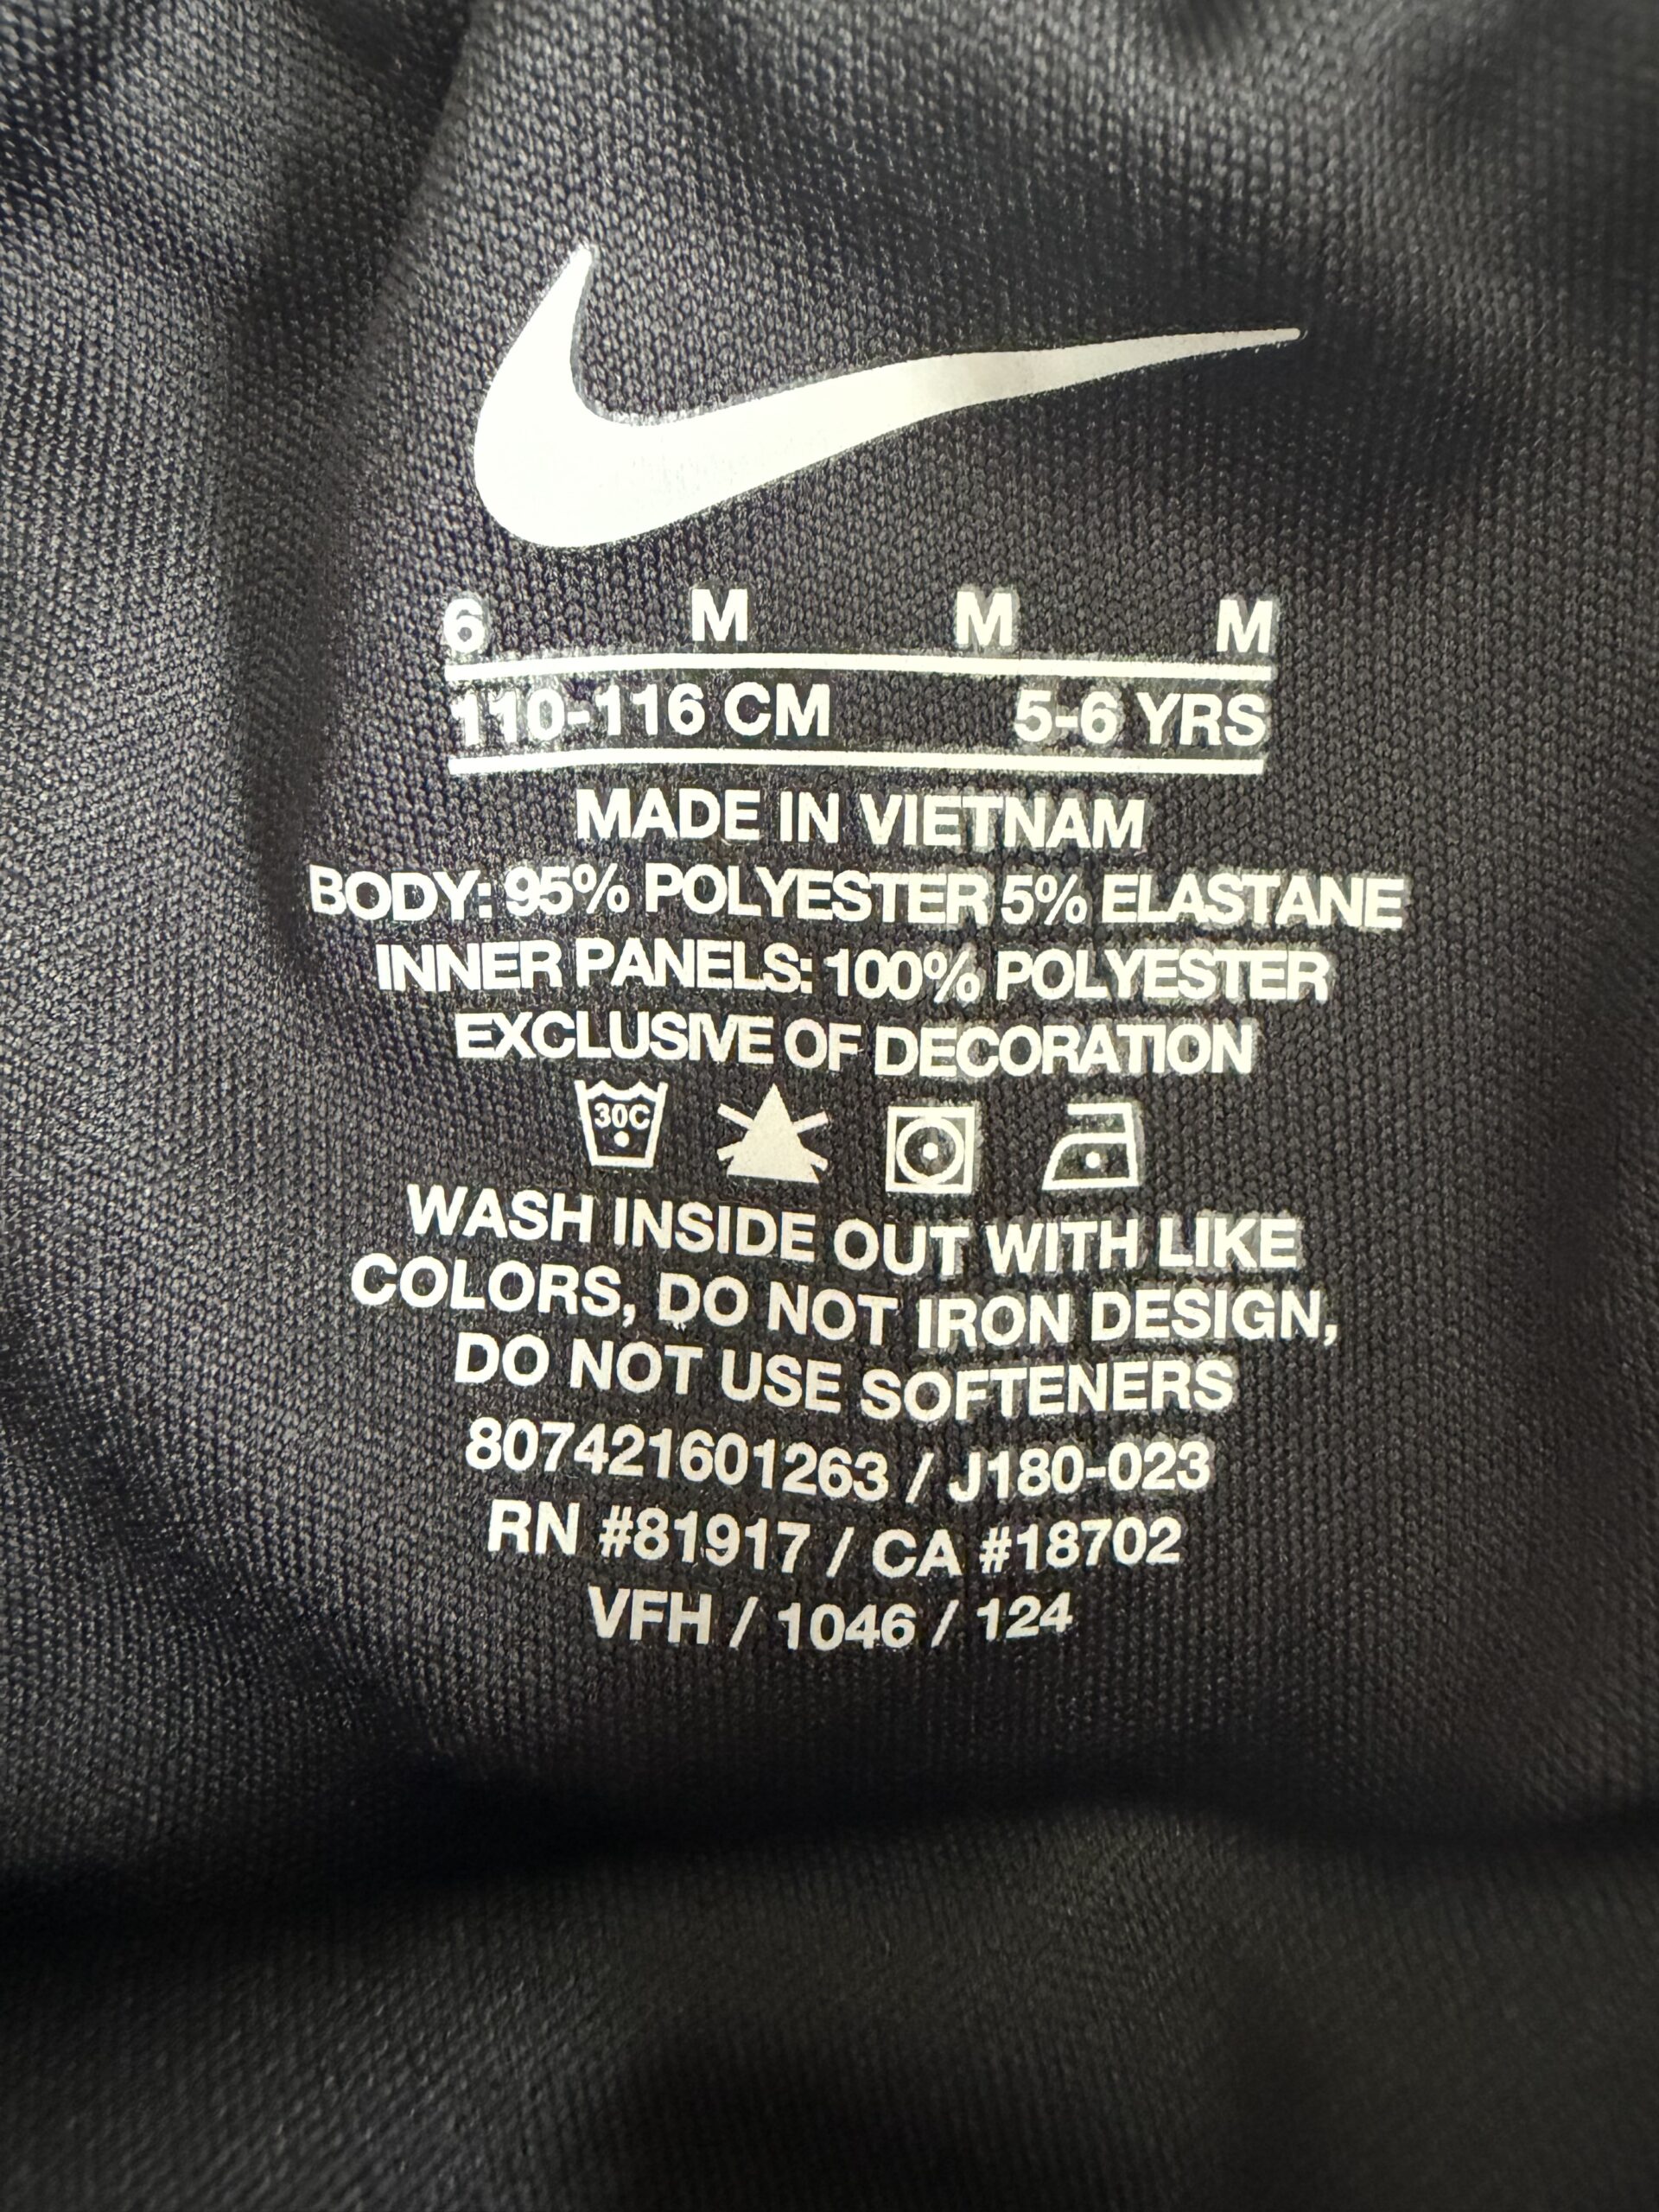 6 M M M
110-116 CM 5-6 YRS
MADE IN VIETNAM
BODY: 95% POLYESTER 5% ELASTANE
INNER PANELS: 100% POLYESTER
EXCLUSIVE OF DECORATION
30C
WASH INSIDE OUT WITH LIKE
COLORS, DO NOT IRON DESIGN,
DO NOT USE SOFTENERS
807421601263 / J180-023
RN #81917 / CA #18702
VFH / 1046 / 124